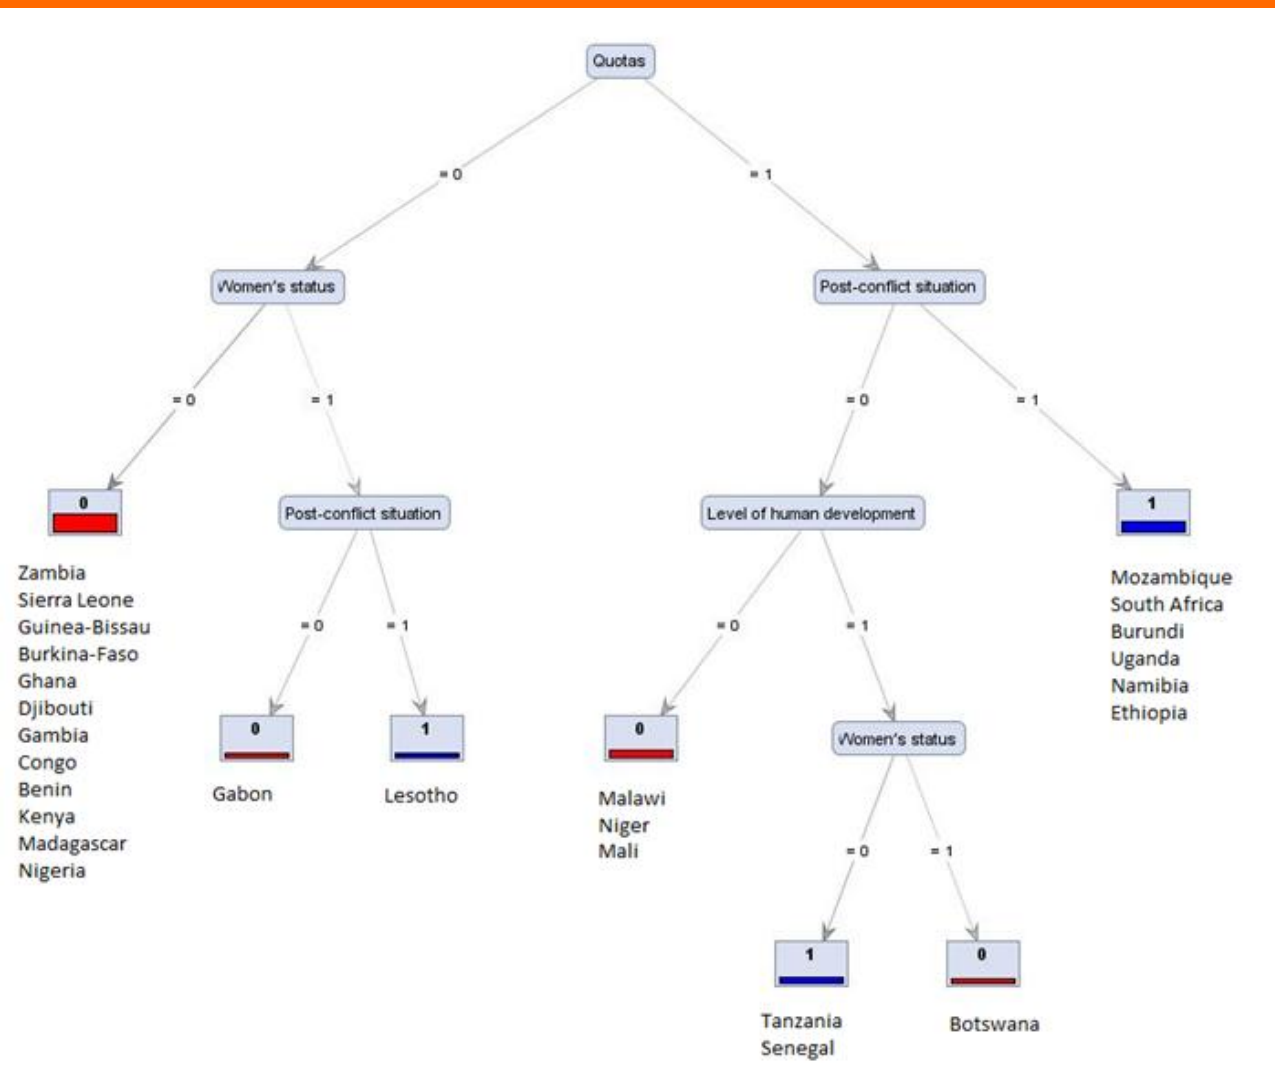 Quotas
= 0
= 1
Women's status
Post-conflict situation
= 0
= 1
= 0
= 1
0
Post-conflict situation
Level of human development
1
Zambia
Sierra Leone
Guinea-Bissau
Burkina-Faso
Ghana
Djibouti
Gambia
Congo
Benin
Kenya
Madagascar
Nigeria
= 0
= 1
= 0
= 1
Mozambique
South Africa
Burundi
Uganda
Namibia
Ethiopia
0
Gabon
1
Lesotho
0
Malawi
Niger
Mali
Women's status
= 0
= 1
1
Tanzania
Senegal
0
Botswana